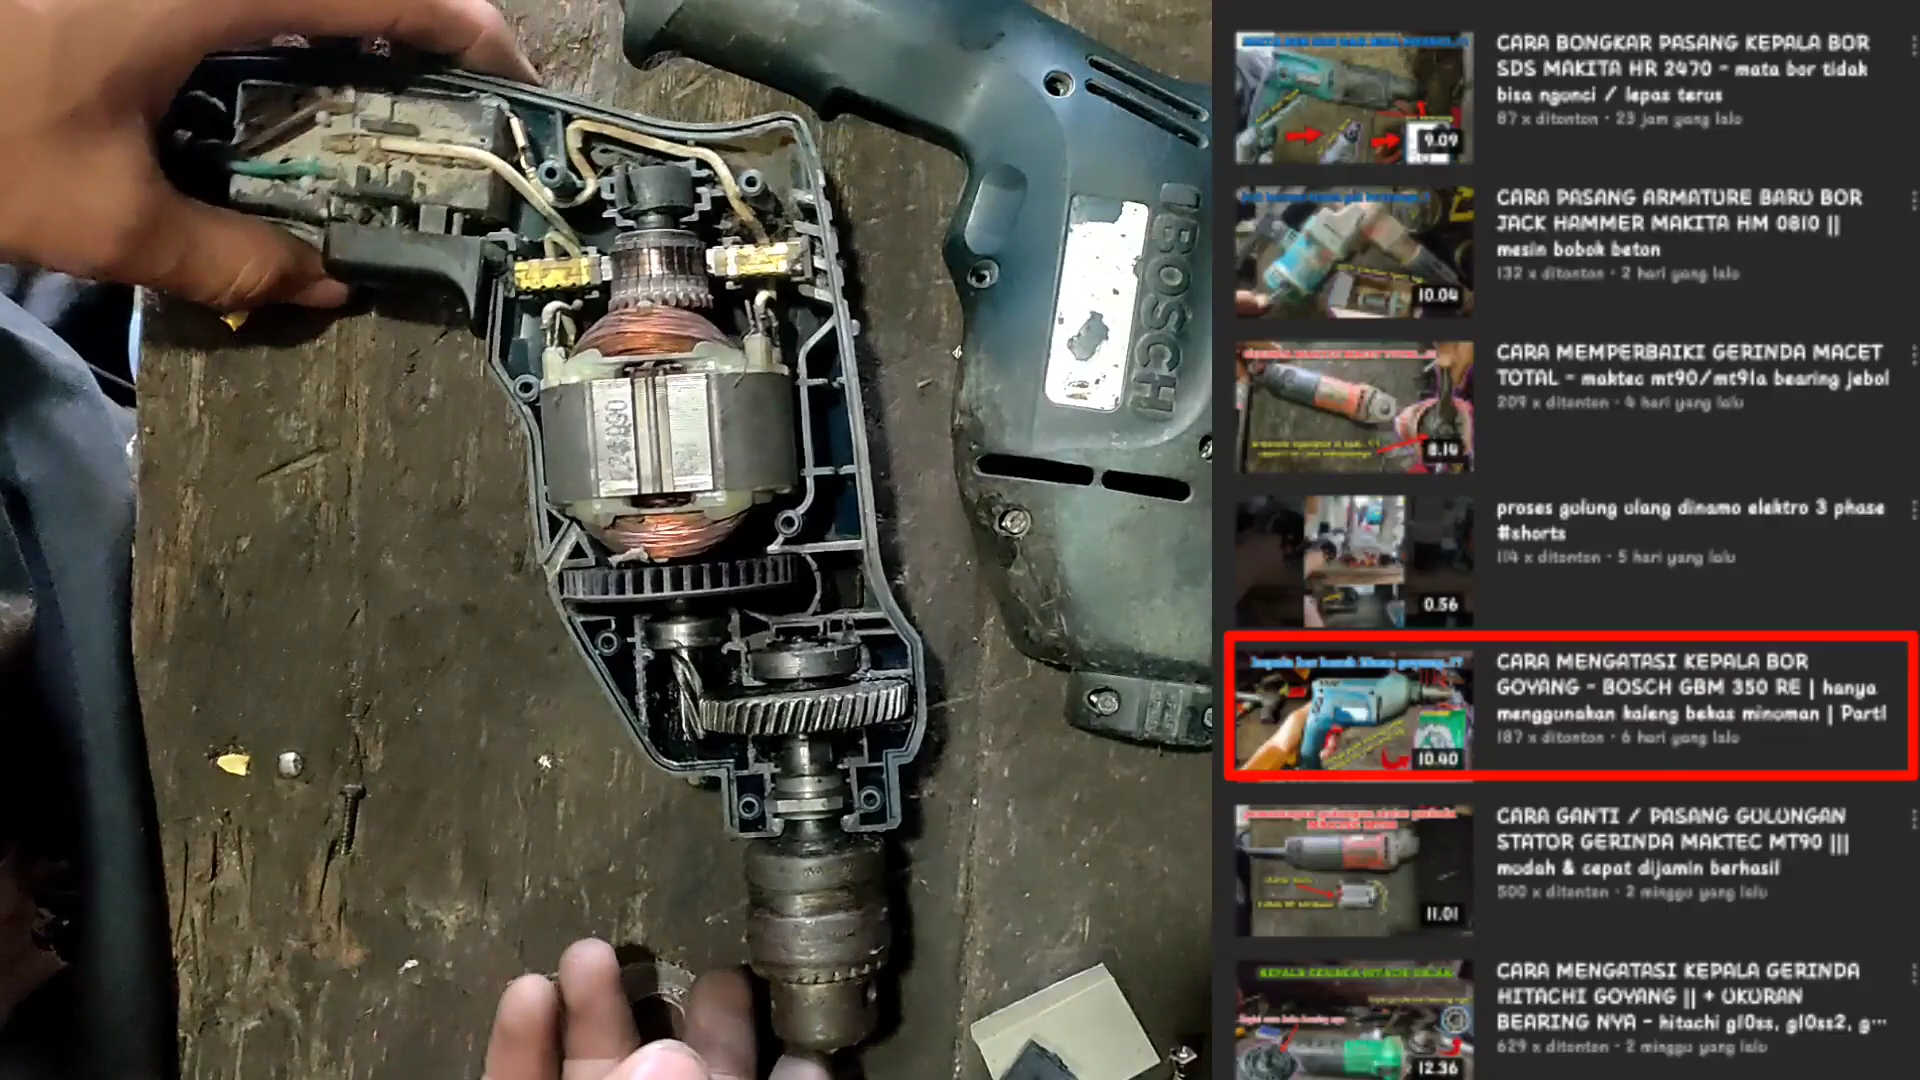 BOSCH
CARA BONGKAR PASANG KEPALA BOR
SDS MAKITA HR 2470 - mata bor tidak
bisa ngunci / lepas terus
87 x ditonton · 23 jam yang lalu
9.09
CARA PASANG ARMATURE BARU BOR
JACK HAMMER MAKITA HM 0810 ||
mesin bobok beton
132 x ditonton · 2 hari yang lalu
10.04
CARA MEMPERBAIKI GERINDA MACET
TOTAL - maktec mt90/mt91a bearing jebol
209 x ditonton · 4 hari yang lalu
8.14
proses gulung ulang dinamo elektro 3 phase
#shorts
114 x ditonton · 5 hari yang lalu
0.56
kepala bor
CARA MENGATASI KEPALA BOR
GOYANG - BOSCH GBM 350 RE | hanya
menggunakan kaleng bekas minuman | Part1
187 x ditonton · 6 hari yang lalu
10.40
CARA GANTI / PASANG GULUNGAN
STATOR GERINDA MAKTEC MT90 |||
mudah & cepat dijamin berhasil
500 x ditonton · 2 minggu yang lalu
11.01
CARA MENGATASI KEPALA GERINDA
HITACHI GOYANG || + UKURAN
BEARING NYA - hitachi g10ss, g10ss2, g...
629 x ditonton · 2 minggu yang lalu
12.36